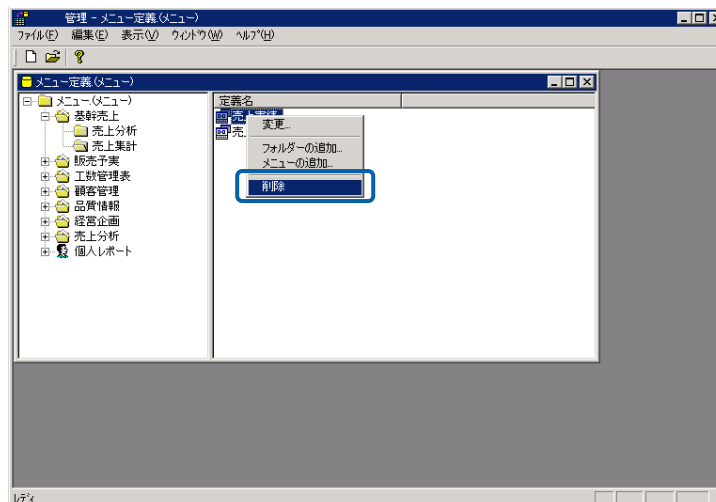 管理 - メニュー定義(メニュー)
ファイル(F) 編集(E) 表示(V) ウィンドウ(W) ヘルプ(H)
メニュー定義.(メニュー)
メニュー.(メニュー)
基幹売上
売上分析
売上集計
販売予実
工数管理表
顧客管理
品質情報
経営企画
売上分析
個人レポート
定義名
売上実績
売
変更...
フォルダーの追加...
メニューの追加...
削除
レディ